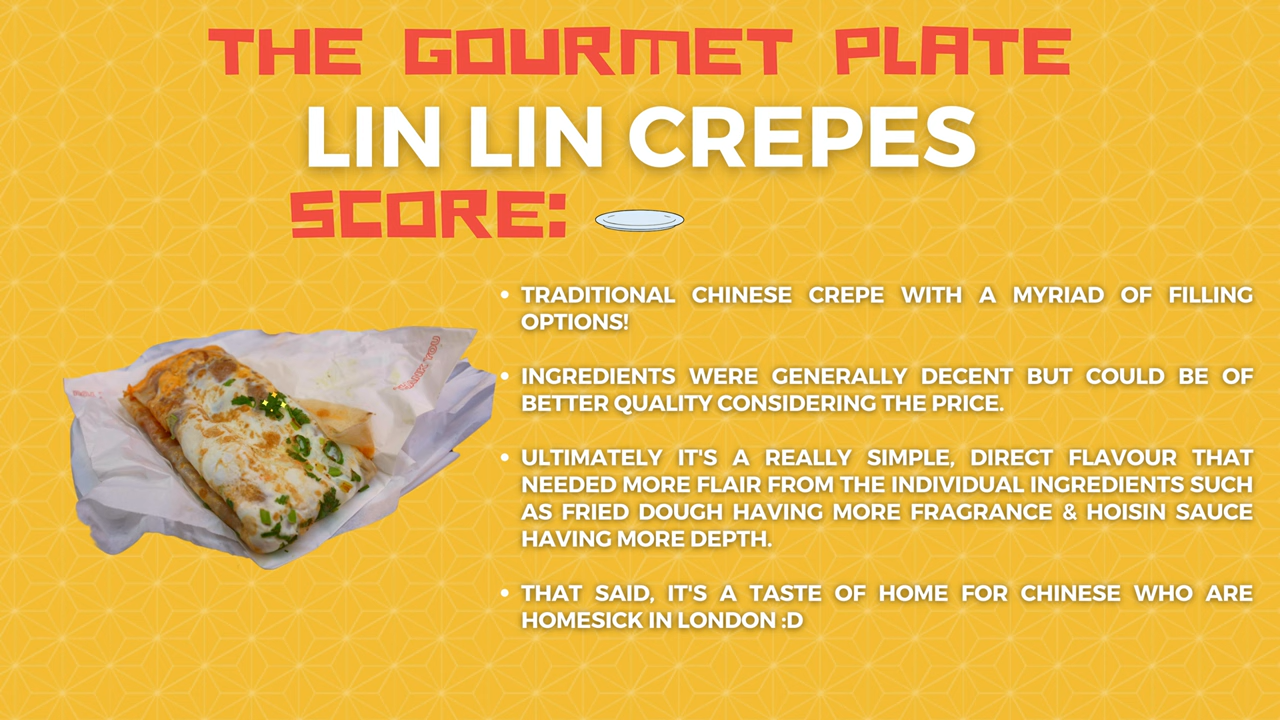 THE GOURMET PLATE
LIN LIN CREPES
SCORE:
• TRADITIONAL CHINESE CREPE WITH A MYRIAD OF FILLING
OPTIONS!
• INGREDIENTS WERE GENERALLY DECENT BUT COULD BE OF
BETTER QUALITY CONSIDERING THE PRICE.
• ULTIMATELY IT'S A REALLY SIMPLE, DIRECT FLAVOUR THAT
NEEDED MORE FLAIR FROM THE INDIVIDUAL INGREDIENTS SUCH
AS FRIED DOUGH HAVING MORE FRAGRANCE & HOISIN SAUCE
HAVING MORE DEPTH.
• THAT SAID, IT'S A TASTE OF HOME FOR CHINESE WHO ARE
HOMESICK IN LONDON :D